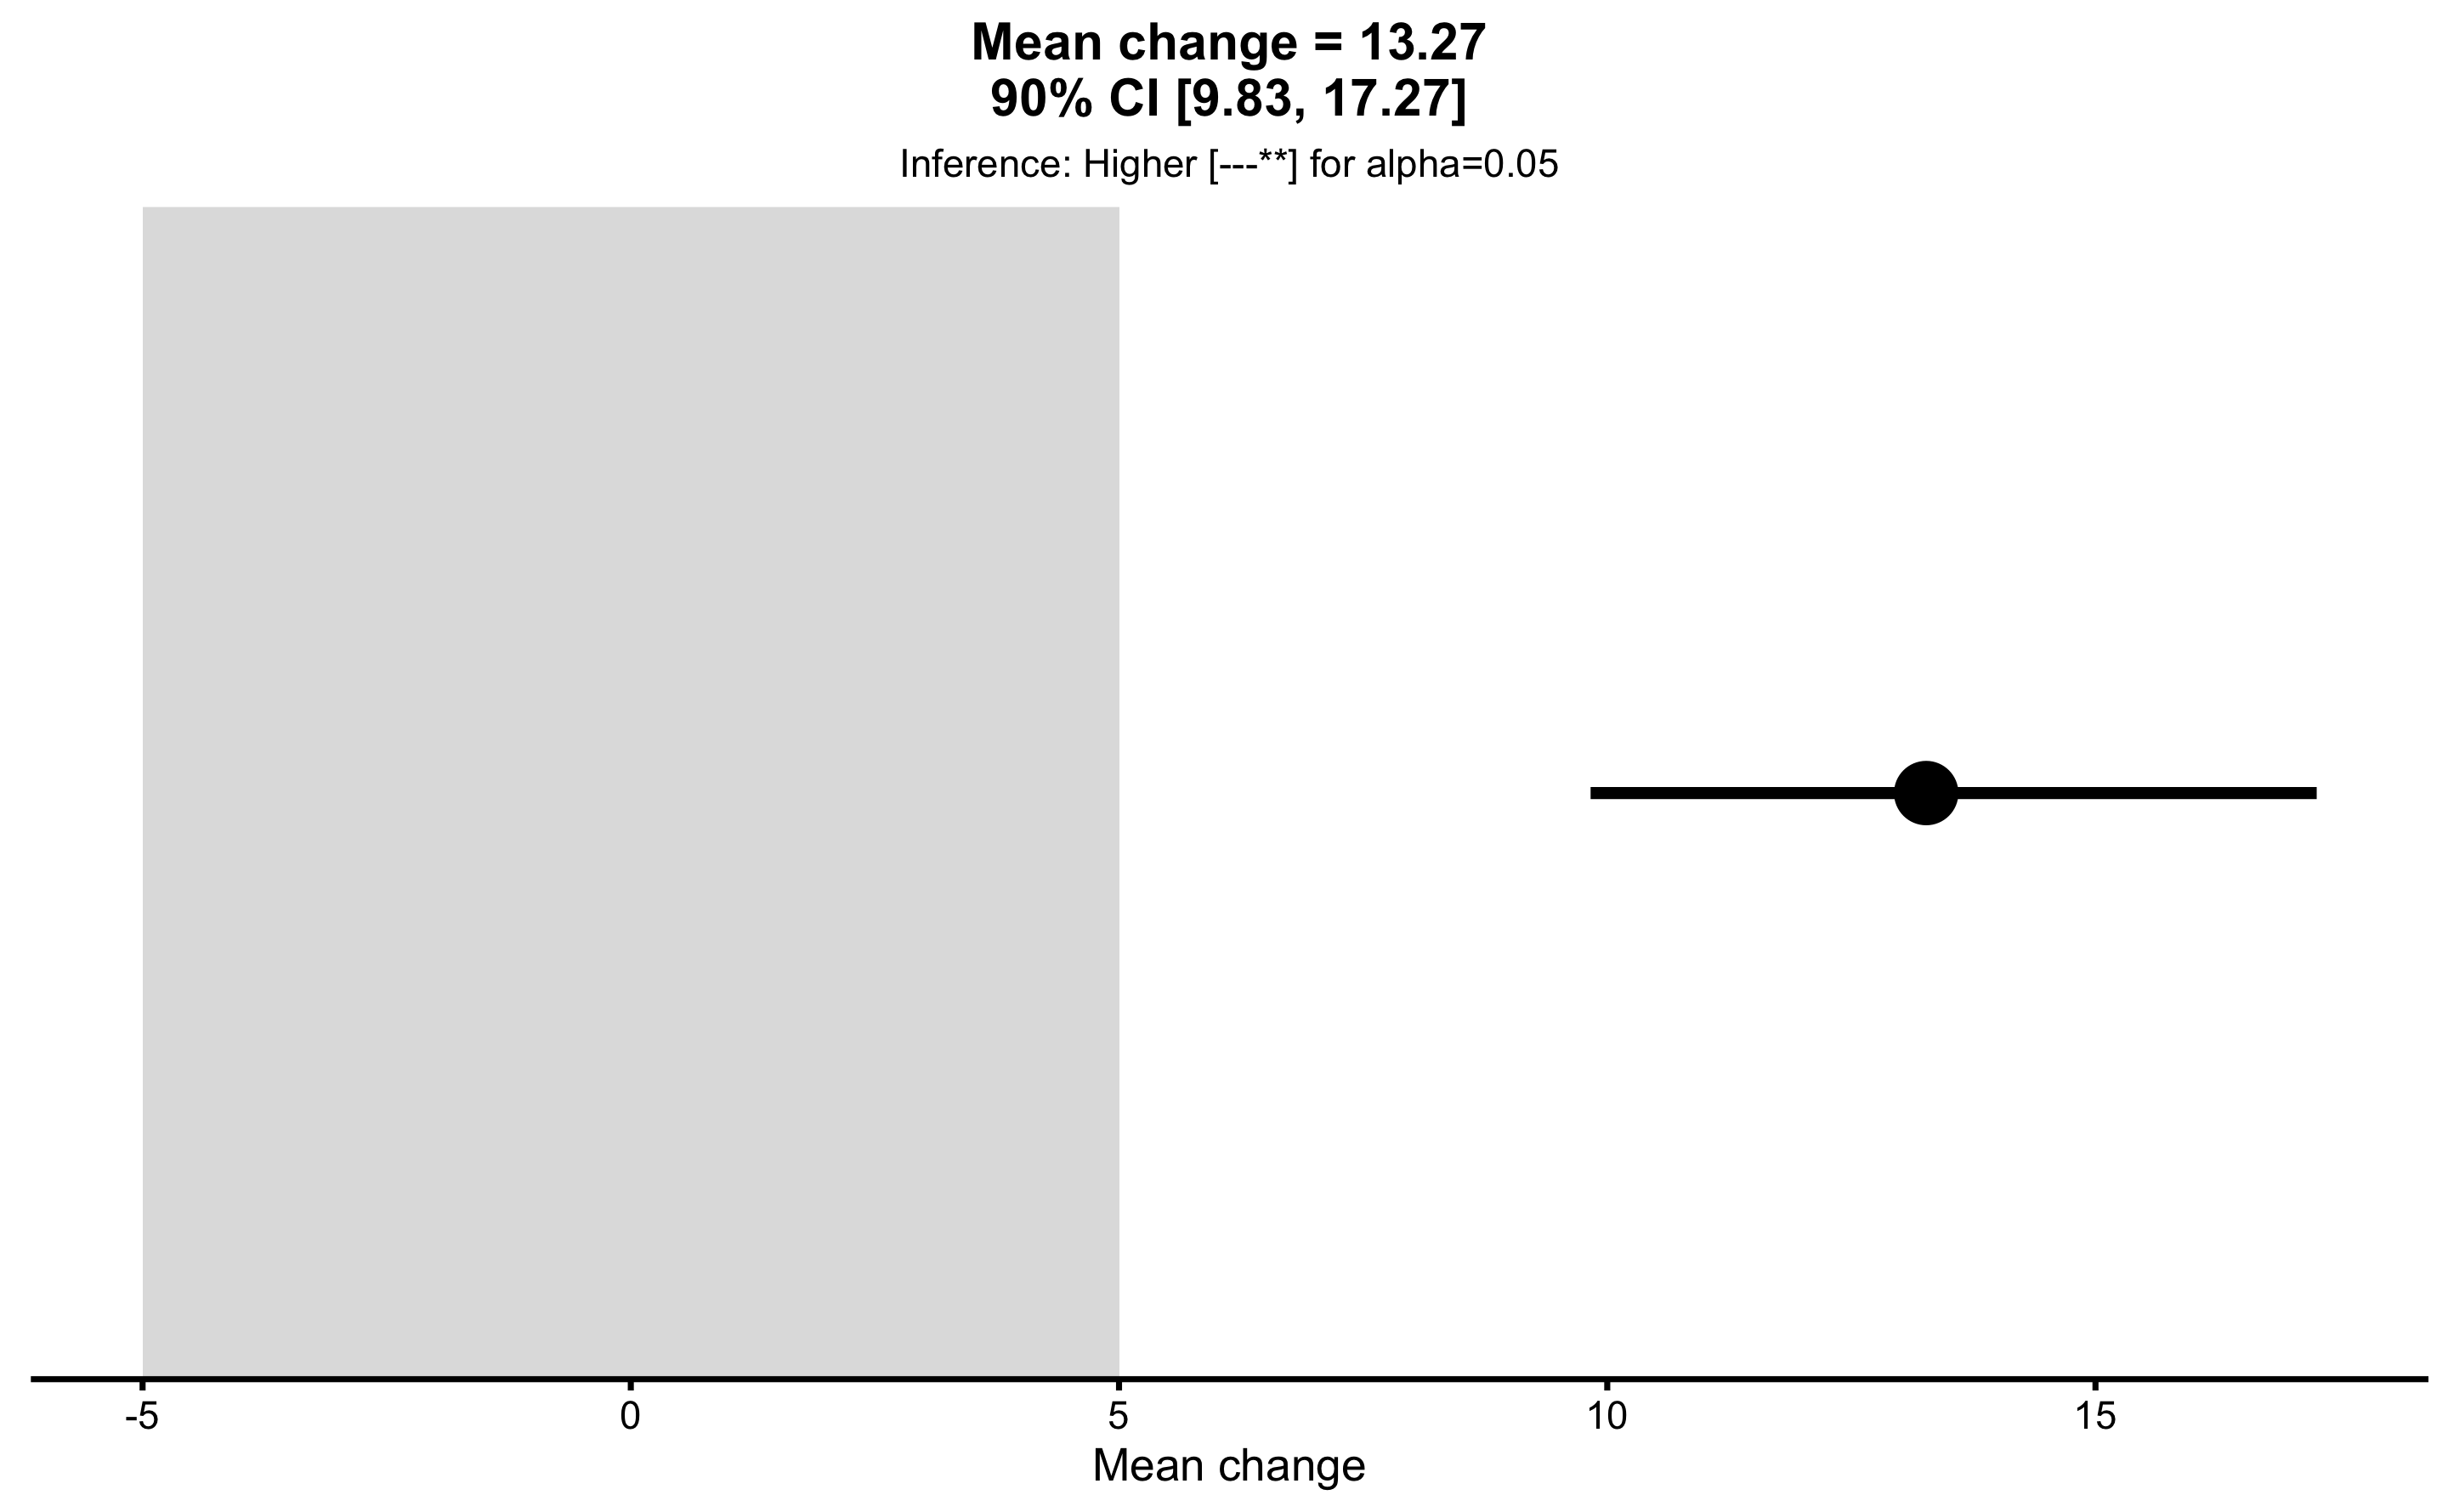 Mean change = 13.27
90% CI [9.83, 17.27]
Inference: Higher [---**] for alpha=0.05
-5 0 5 10 15
Mean change